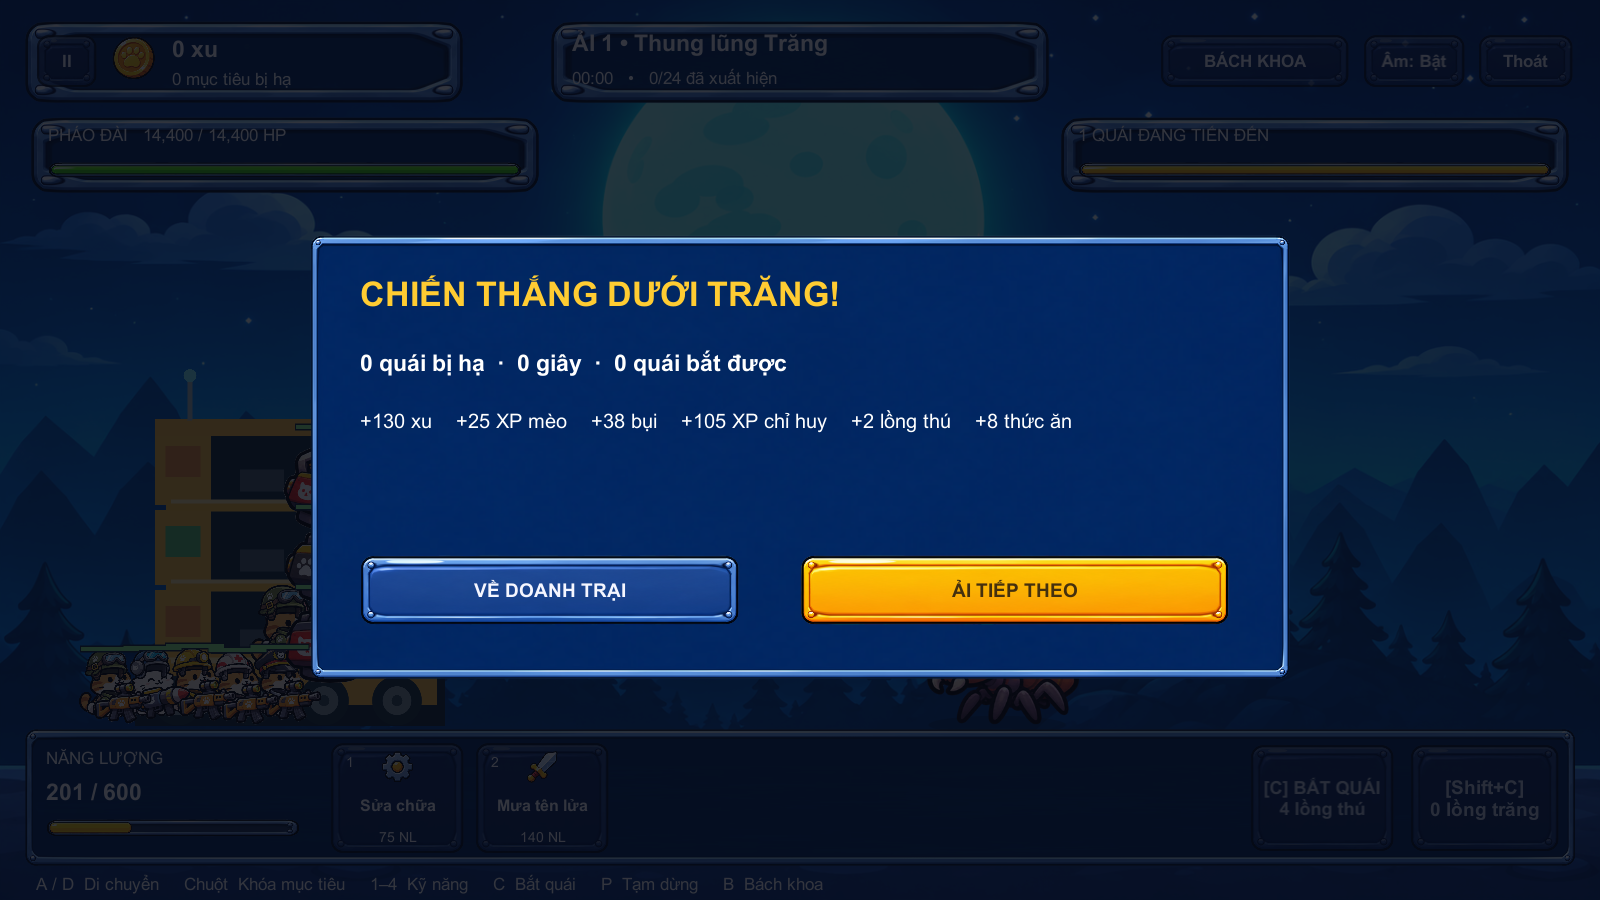 II
0 xu
0 mục tiêu bị hạ
ẢI 1 • Thung lũng Trăng
00:00 • 0/24 đã xuất hiện
BÁCH KHOA
Âm: Bật
Thoát
PHÁO ĐÀI 14,400 / 14,400 HP
1 QUÁI ĐANG TIẾN ĐẾN
CHIẾN THẮNG DƯỚI TRĂNG!
0 quái bị hạ · 0 giây · 0 quái bắt được
+130 xu +25 XP mèo +38 bụi +105 XP chỉ huy +2 lồng thú +8 thức ăn
VỀ DOANH TRẠI
ẢI TIẾP THEO
NĂNG LƯỢNG
201 / 600
1
Sửa chữa
75 NL
2
Mưa tên lửa
140 NL
[C] BẮT QUÁI
4 lồng thú
[Shift+C]
0 lồng trăng
A / D Di chuyển Chuột Khóa mục tiêu 1–4 Kỹ năng C Bắt quái P Tạm dừng B Bách khoa